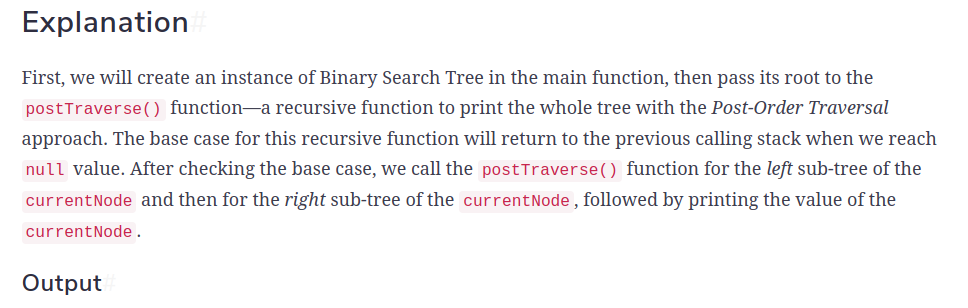 Explanation#
First, we will create an instance of Binary Search Tree in the main function, then pass its root to the
postTraverse() function—a recursive function to print the whole tree with the Post-Order Traversal
approach. The base case for this recursive function will return to the previous calling stack when we reach
null value. After checking the base case, we call the postTraverse() function for the left sub-tree of the
currentNode and then for the right sub-tree of the currentNode, followed by printing the value of the
currentNode.
Output#